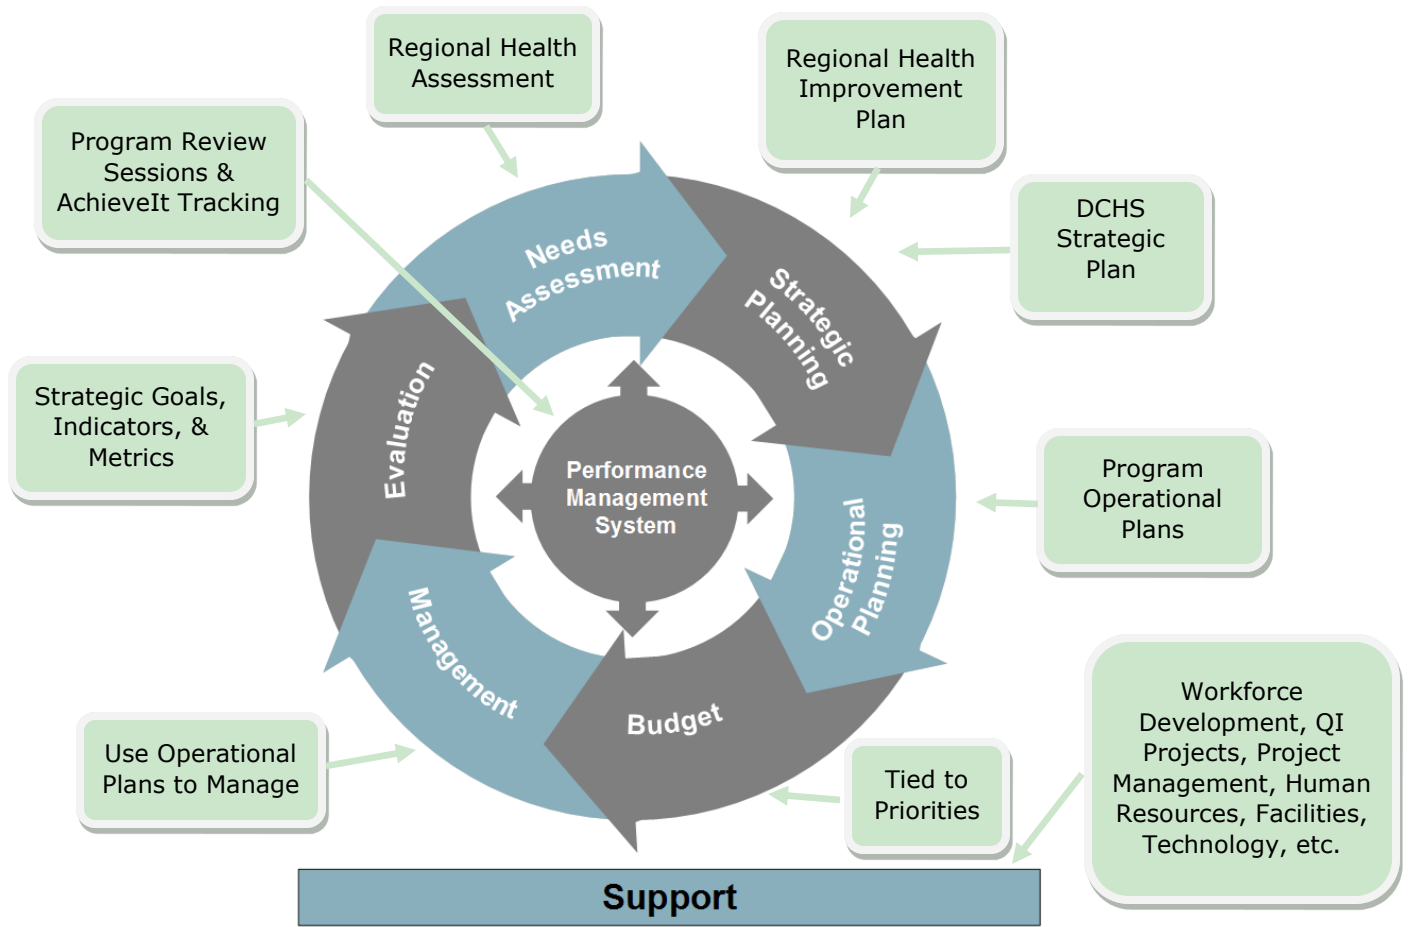 Regional Health
Assessment
Regional Health
Improvement
Plan
Program Review
Sessions &
AchieveIt Tracking
DCHS
Strategic
Plan
Needs
Assessment
Strategic
Planning
Strategic Goals,
Indicators, &
Metrics
Evaluation
Performance
Management
System
Program
Operational
Plans
Operational
Planning
Management
Budget
Use Operational
Plans to Manage
Tied to
Priorities
Workforce
Development, QI
Projects, Project
Management, Human
Resources, Facilities,
Technology, etc.
Support